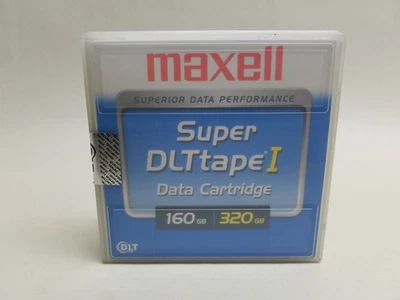 maxell
SUPERIOR DATA PERFORMANCE
Super
DLTtape I
Data Cartridge
160 GB 320 GB
DLT